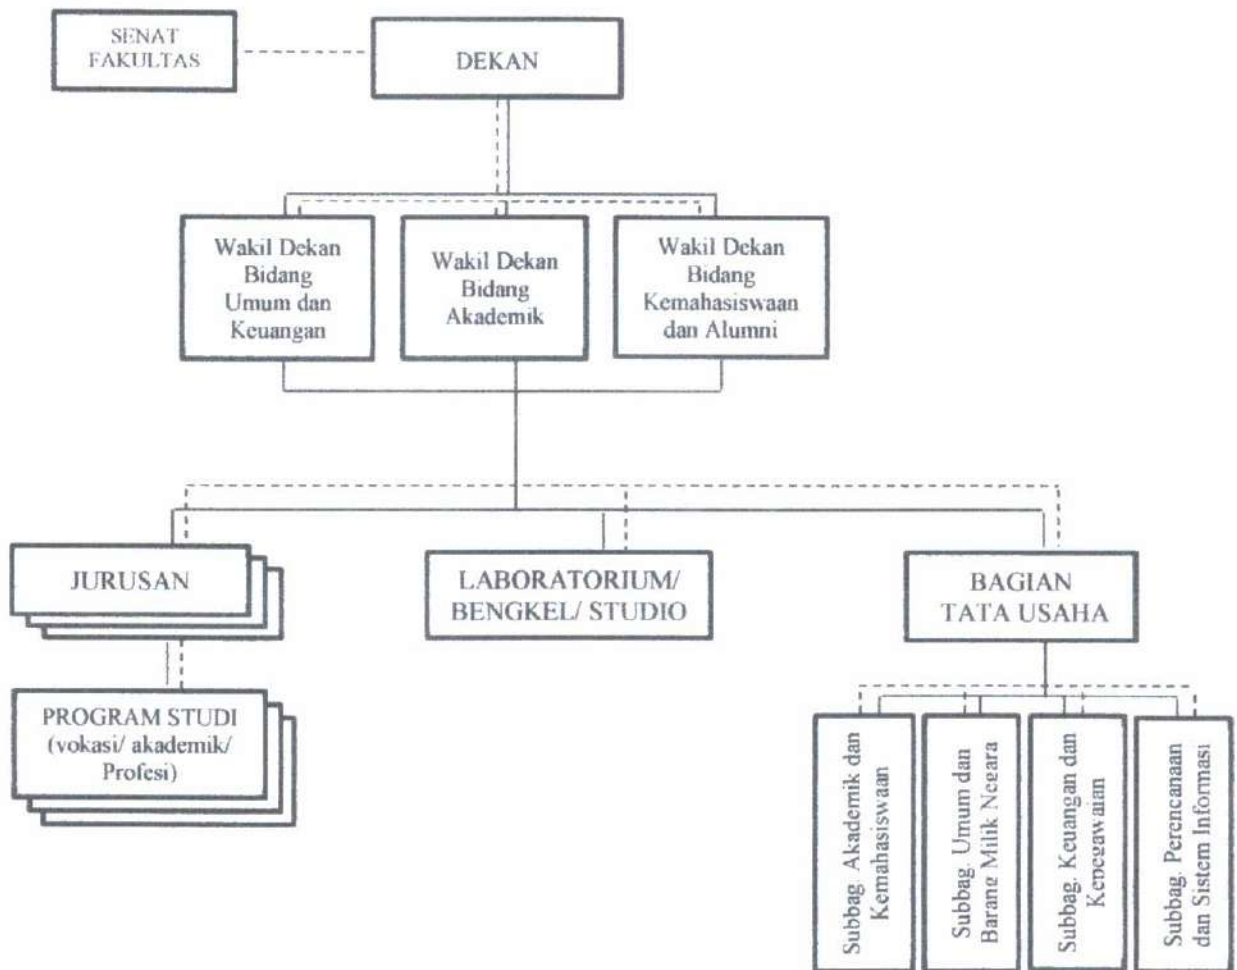 SENAT
FAKULTAS
DEKAN
Wakil Dekan
Bidang
Umum dan
Keuangan
Wakil Dekan
Bidang
Akademik
Wakil Dekan
Bidang
Kemahasiswaan
dan Alumni
JURUSAN
LABORATORIUM/
BENGKEL/ STUDIO
BAGIAN
TATA USAHA
PROGRAM STUDI
(vokasi/ akademik/
Profesi)
Subbag. Akademik dan
Kemahasiswaan
Subbag. Umum dan
Barang Milik Negara
Subbag. Keuangan dan
Kepegawaian
Subbag. Perencanaan
dan Sistem Informasi